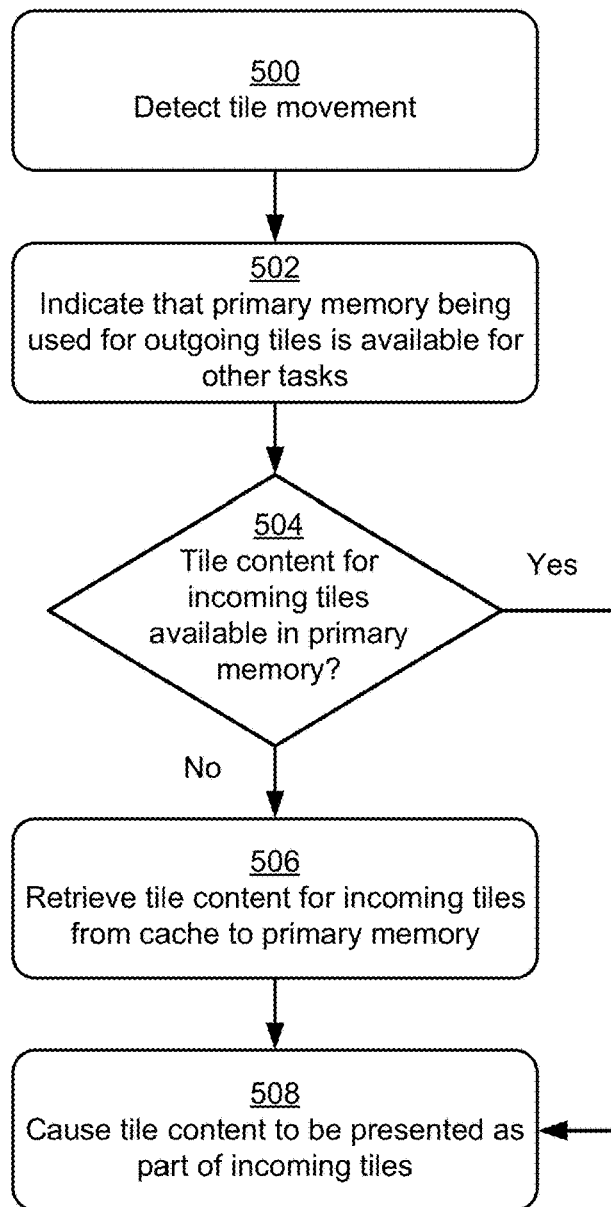 500
Detect tile movement
502
Indicate that primary memory being
used for outgoing tiles is available for
other tasks
504
Tile content for
incoming tiles
available in primary
memory?
Yes
No
506
Retrieve tile content for incoming tiles
from cache to primary memory
508
Cause tile content to be presented as
part of incoming tiles